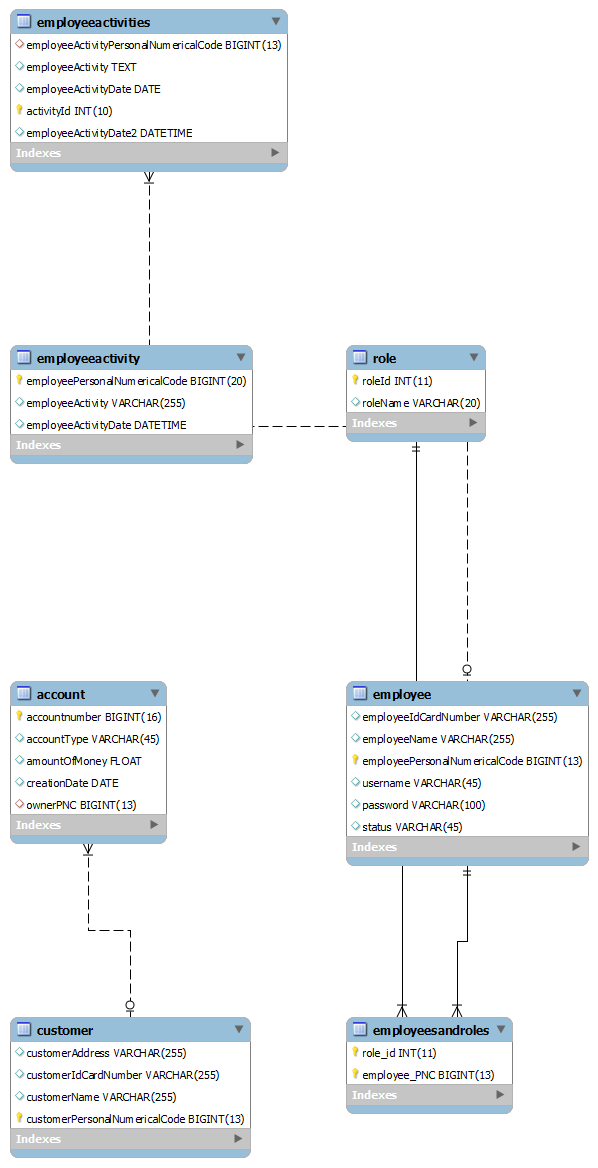 employeeactivities
employeeActivityPersonalNumericalCode BIGINT(13)
employeeActivity TEXT
employeeActivityDate DATE
activityId INT(10)
employeeActivityDate2 DATETIME
Indexes
employeeactivity
employeePersonalNumericalCode BIGINT(20)
employeeActivity VARCHAR(255)
employeeActivityDate DATETIME
Indexes
role
roleId INT(11)
roleName VARCHAR(20)
Indexes
account
accountnumber BIGINT(16)
accountType VARCHAR(45)
amountOfMoney FLOAT
creationDate DATE
ownerPNC BIGINT(13)
Indexes
employee
employeeIdCardNumber VARCHAR(255)
employeeName VARCHAR(255)
employeePersonalNumericalCode BIGINT(13)
username VARCHAR(45)
password VARCHAR(100)
status VARCHAR(45)
Indexes
customer
customerAddress VARCHAR(255)
customerIdCardNumber VARCHAR(255)
customerName VARCHAR(255)
customerPersonalNumericalCode BIGINT(13)
Indexes
employeesandroles
role_id INT(11)
employee_PNC BIGINT(13)
Indexes